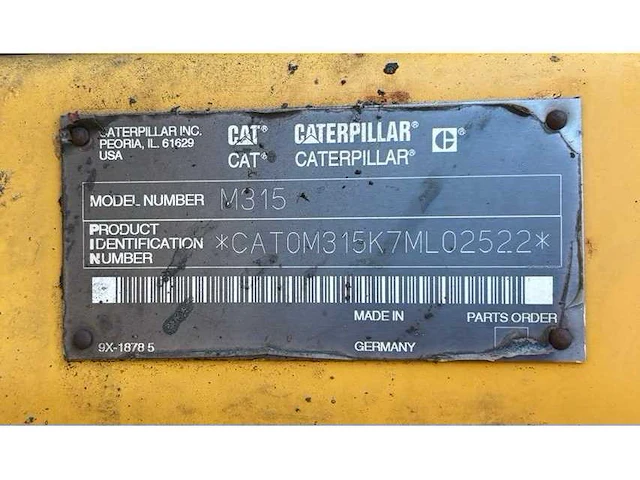 CATERPILLAR INC.
PEORIA, IL. 61629
USA
CAT® CATERPILLAR®
CAT® CATERPILLAR®
MODEL NUMBER M315
PRODUCT
IDENTIFICATION
NUMBER
*CAT0M315K7ML02522*
MADE IN
GERMANY
PARTS ORDER
9X-1878 5